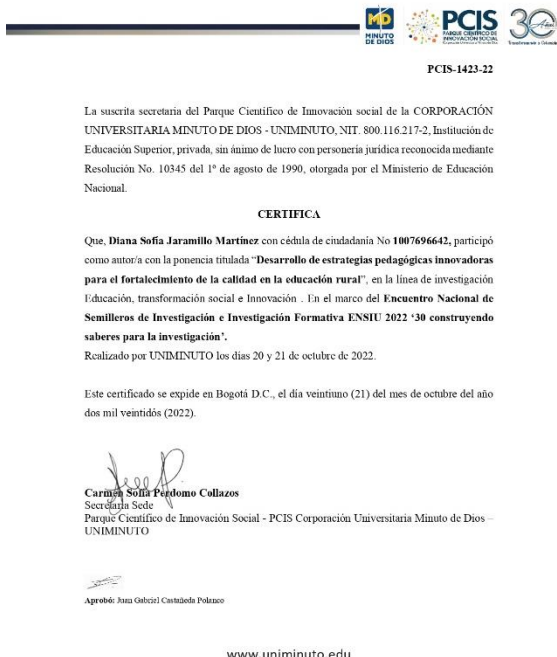 MD
MINUTO
DE DIOS
PCIS
PARQUE CIENTÍFICO DE
INNOVACIÓN SOCIAL
30 Años
PCIS-1423-22
La suscrita secretaria del Parque Científico de Innovación social de la CORPORACIÓN
UNIVERSITARIA MINUTO DE DIOS - UNIMINUTO, NIT. 800.116.217-2, Institución de
Educación Superior, privada, sin ánimo de lucro con personería jurídica reconocida mediante
Resolución No. 10345 del 1º de agosto de 1990, otorgada por el Ministerio de Educación
Nacional.
CERTIFICA
Que, Diana Sofía Jaramillo Martínez con cédula de ciudadanía No 1007696642, participó
como autor/a con la ponencia titulada “Desarrollo de estrategias pedagógicas innovadoras
para el fortalecimiento de la calidad en la educación rural”, en la línea de investigación
Educación, transformación social e Innovación . En el marco del Encuentro Nacional de
Semilleros de Investigación e Investigación Formativa ENSIU 2022 ‘30 construyendo
saberes para la investigación’.
Realizado por UNIMINUTO los días 20 y 21 de octubre de 2022.
Este certificado se expide en Bogotá D.C., el día veintiuno (21) del mes de octubre del año
dos mil veintidós (2022).
Carmen Sofía Perdomo Collazos
Secretaria Sede
Parque Científico de Innovación Social - PCIS Corporación Universitaria Minuto de Dios –
UNIMINUTO
Aprobó: Juan Gabriel Castañeda Polanco
www.uniminuto.edu